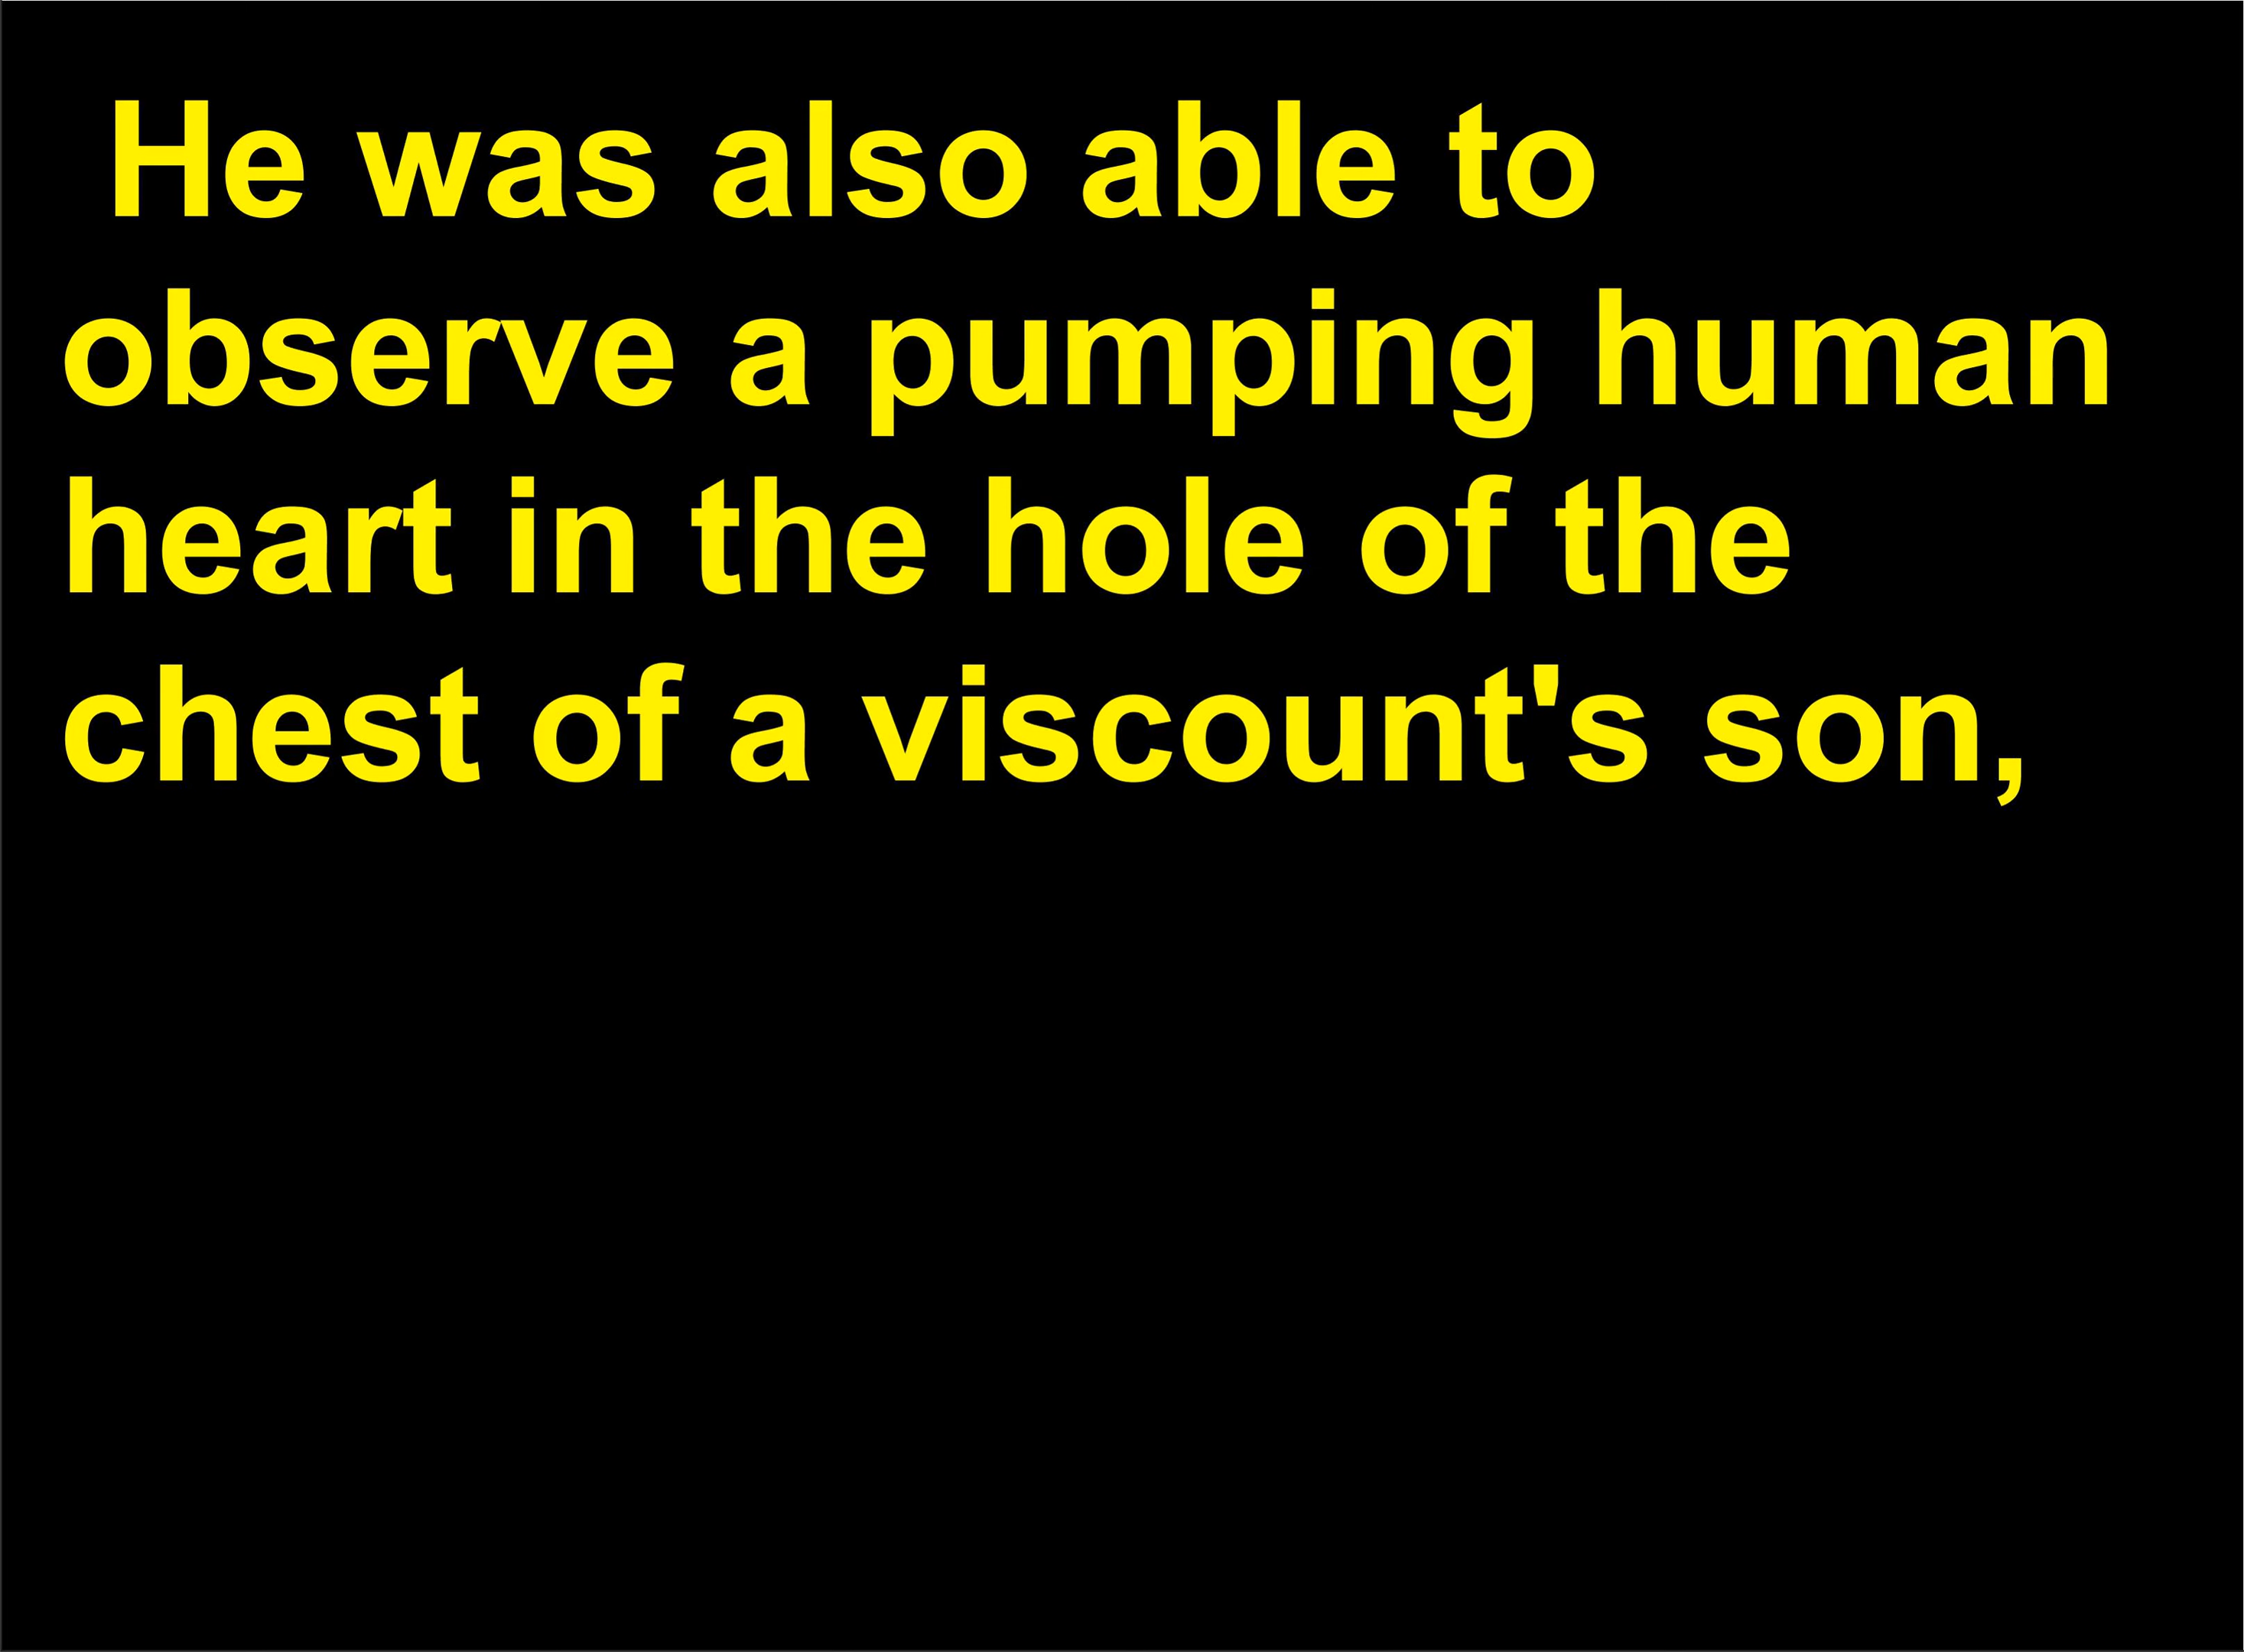 He was also able to
observe a pumping human
heart in the hole of the
chest of a viscount's son,